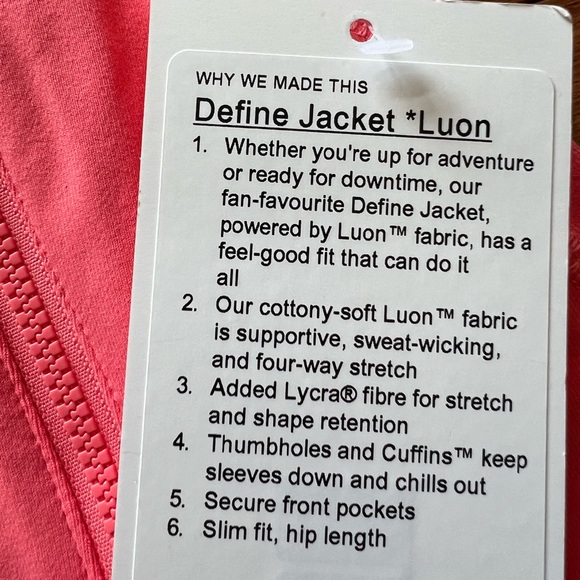 WHY WE MADE THIS
Define Jacket *Luon
1. Whether you're up for adventure
or ready for downtime, our
fan-favourite Define Jacket,
powered by Luon™ fabric, has a
feel-good fit that can do it
all
2. Our cottony-soft Luon™ fabric
is supportive, sweat-wicking,
and four-way stretch
3. Added Lycra® fibre for stretch
and shape retention
4. Thumbholes and Cuffins™ keep
sleeves down and chills out
5. Secure front pockets
6. Slim fit, hip length